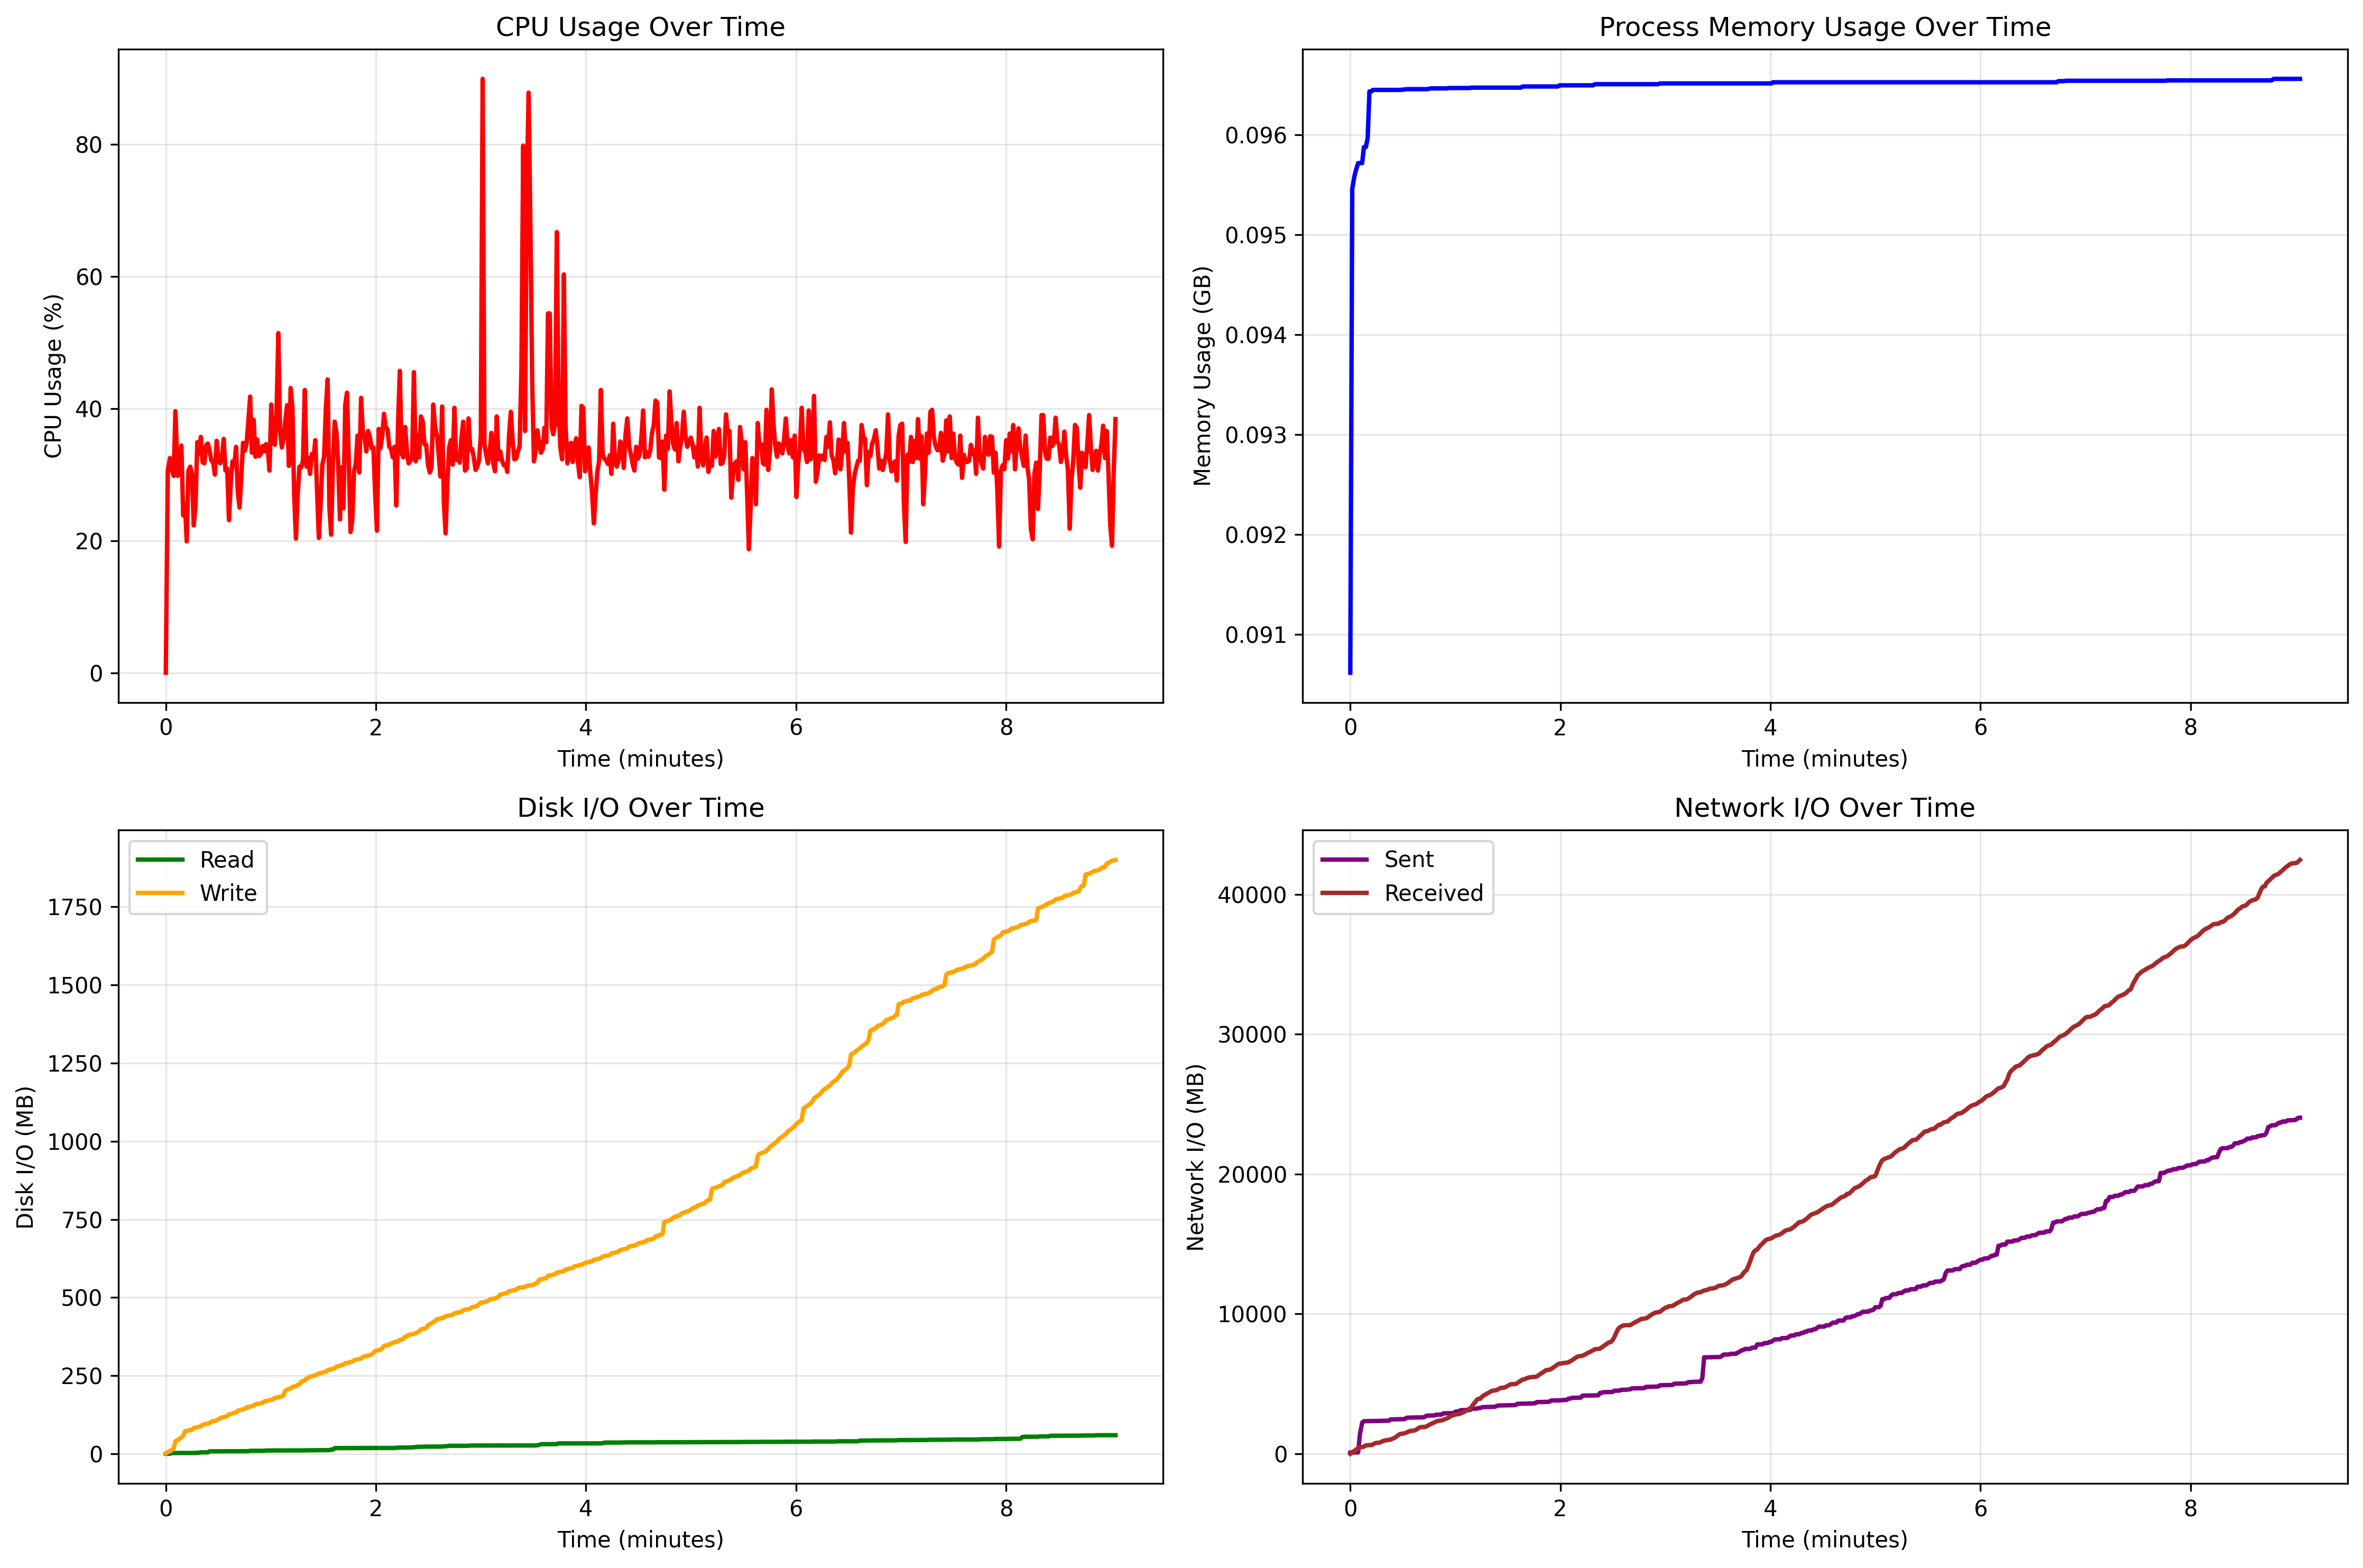 CPU Usage Over Time
CPU Usage (%)
80
60
40
20
0
0 2 4 6 8
Time (minutes)
Process Memory Usage Over Time
Memory Usage (GB)
0.096
0.095
0.094
0.093
0.092
0.091
0 2 4 6 8
Time (minutes)
Disk I/O Over Time
Read
Write
Disk I/O (MB)
1750
1500
1250
1000
750
500
250
0
0 2 4 6 8
Time (minutes)
Network I/O Over Time
Sent
Received
Network I/O (MB)
40000
30000
20000
10000
0
0 2 4 6 8
Time (minutes)